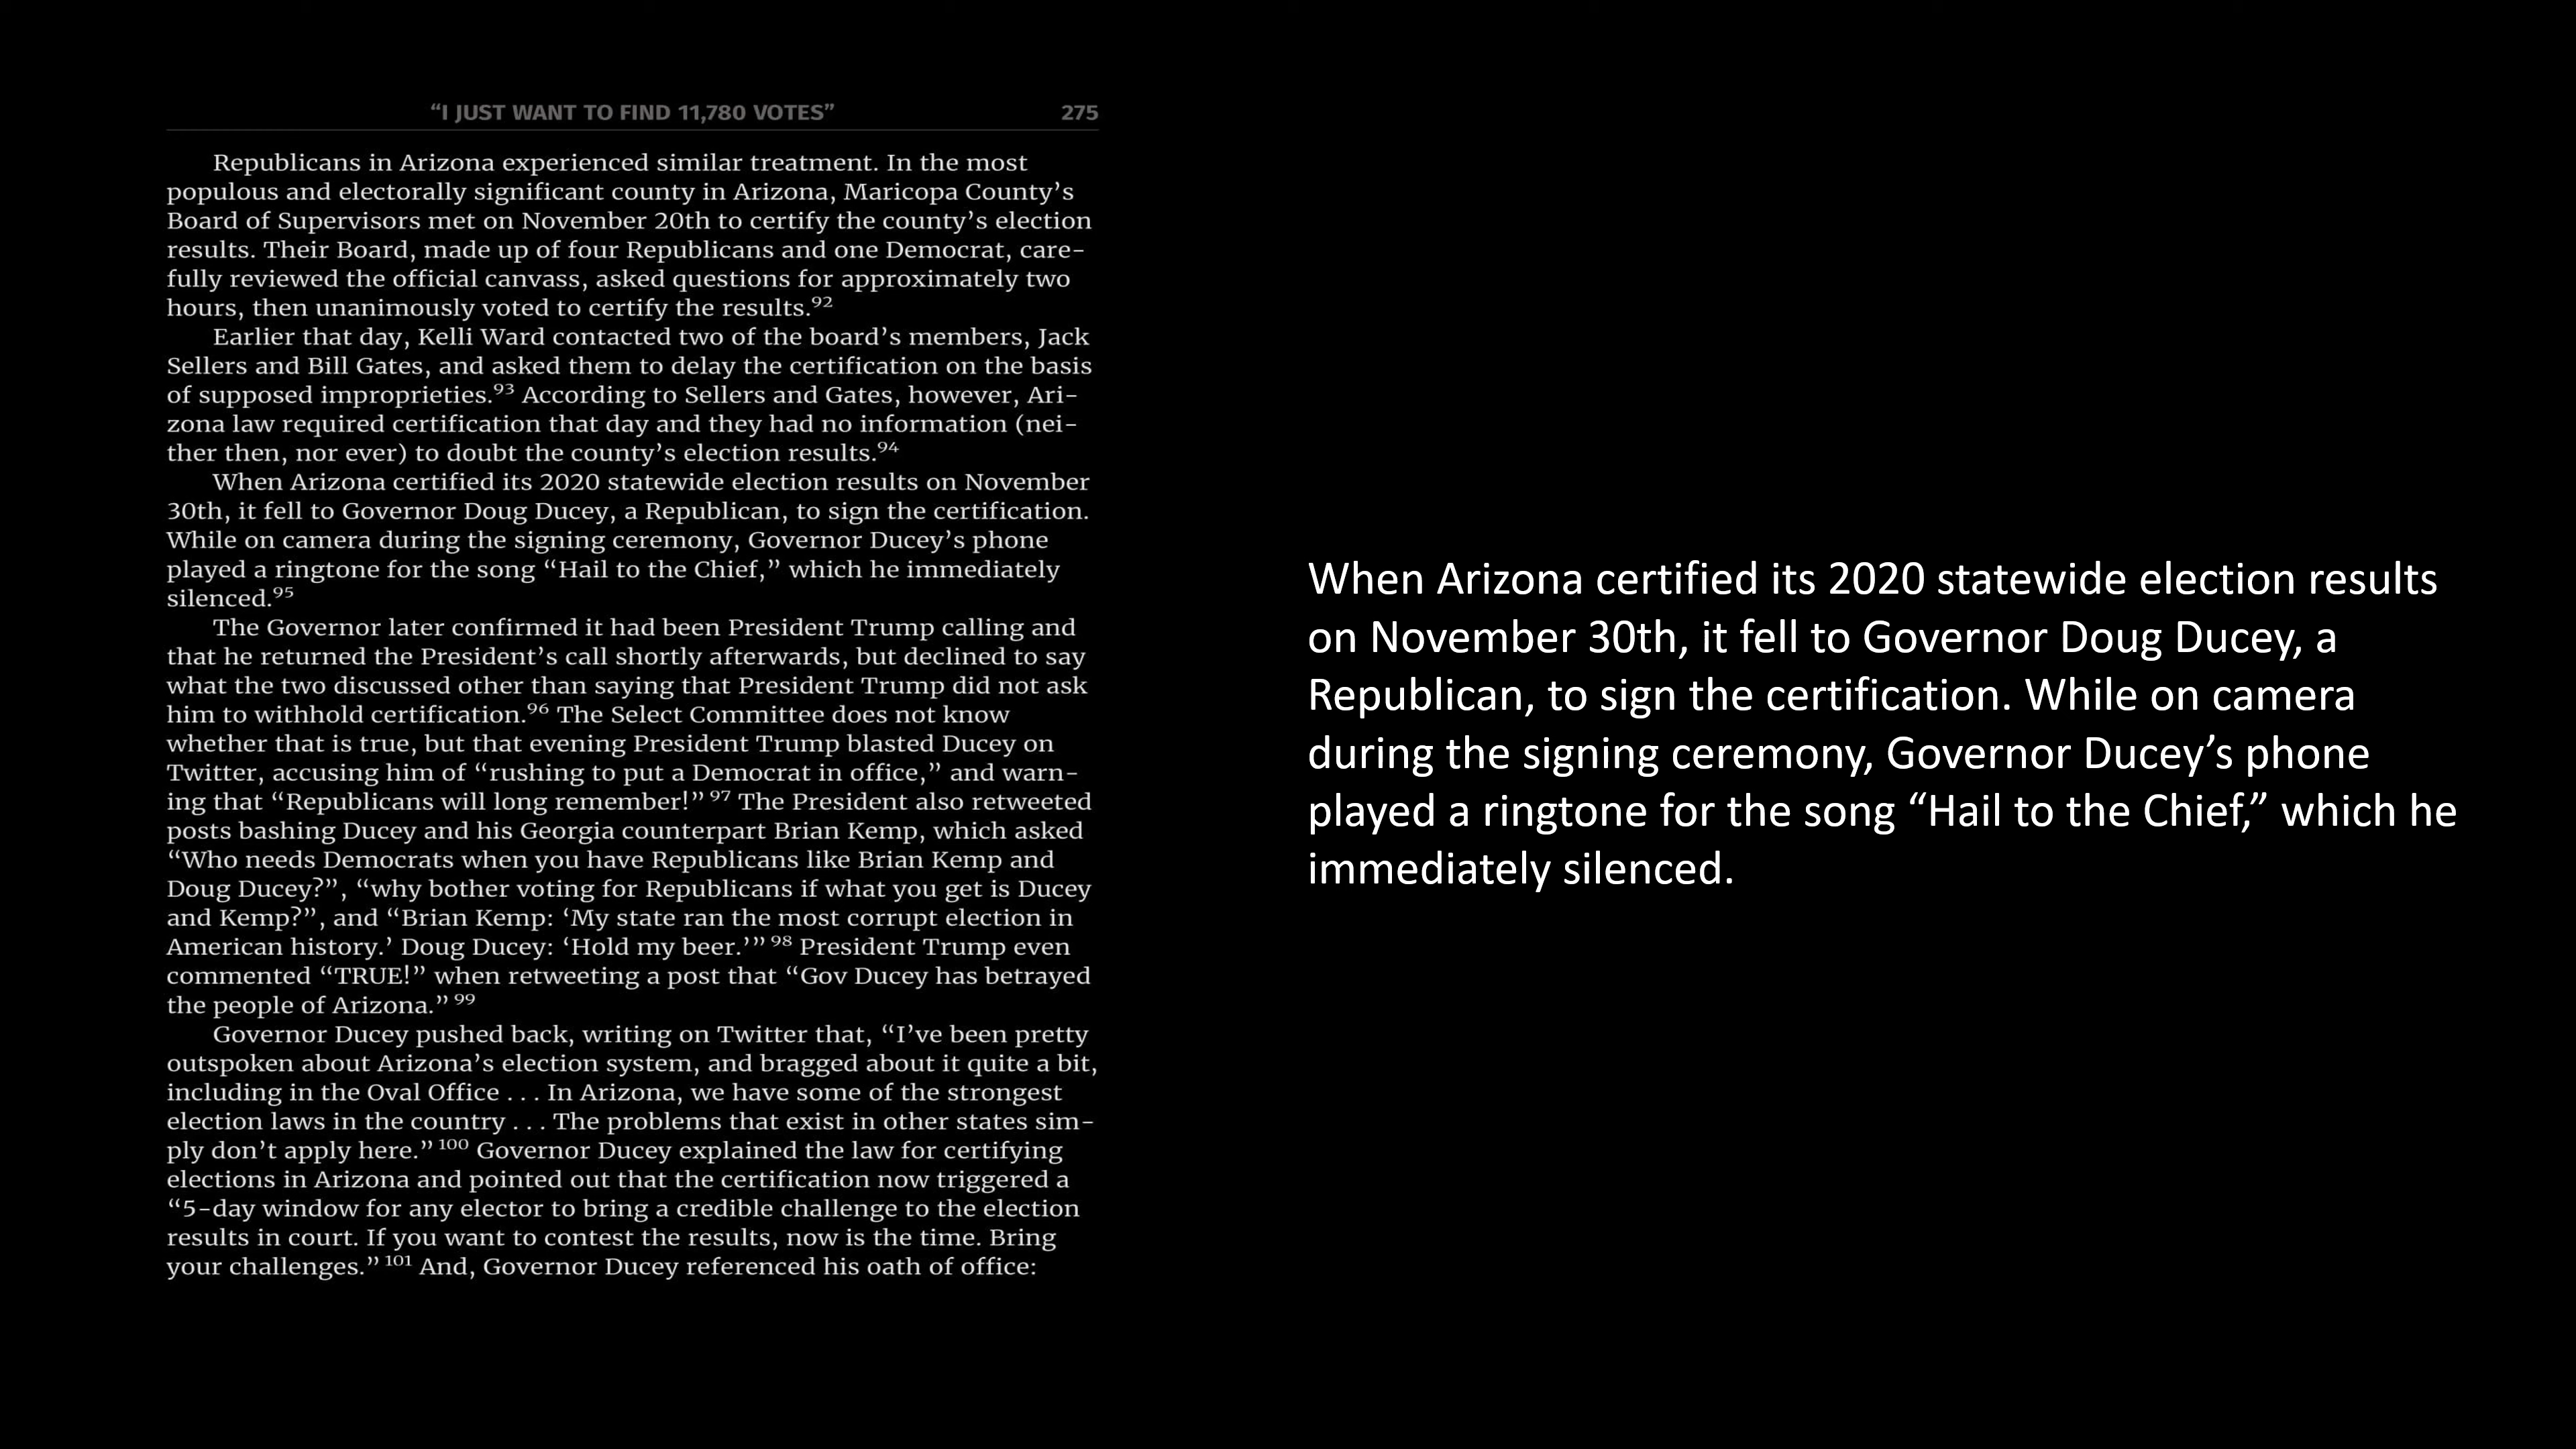 “I JUST WANT TO FIND 11,780 VOTES” 275
Republicans in Arizona experienced similar treatment. In the most
populous and electorally significant county in Arizona, Maricopa County’s
Board of Supervisors met on November 20th to certify the county’s election
results. Their Board, made up of four Republicans and one Democrat, care-
fully reviewed the official canvass, asked questions for approximately two
hours, then unanimously voted to certify the results.⁹²
Earlier that day, Kelli Ward contacted two of the board’s members, Jack
Sellers and Bill Gates, and asked them to delay the certification on the basis
of supposed improprieties.⁹³ According to Sellers and Gates, however, Ari-
zona law required certification that day and they had no information (nei-
ther then, nor ever) to doubt the county’s election results.⁹⁴
When Arizona certified its 2020 statewide election results on November
30th, it fell to Governor Doug Ducey, a Republican, to sign the certification.
While on camera during the signing ceremony, Governor Ducey’s phone
played a ringtone for the song “Hail to the Chief,” which he immediately
silenced.⁹⁵
The Governor later confirmed it had been President Trump calling and
that he returned the President’s call shortly afterwards, but declined to say
what the two discussed other than saying that President Trump did not ask
him to withhold certification.⁹⁶ The Select Committee does not know
whether that is true, but that evening President Trump blasted Ducey on
Twitter, accusing him of “rushing to put a Democrat in office,” and warn-
ing that “Republicans will long remember!” ⁹⁷ The President also retweeted
posts bashing Ducey and his Georgia counterpart Brian Kemp, which asked
“Who needs Democrats when you have Republicans like Brian Kemp and
Doug Ducey?”, “why bother voting for Republicans if what you get is Ducey
and Kemp?”, and “Brian Kemp: ‘My state ran the most corrupt election in
American history.’ Doug Ducey: ‘Hold my beer.’” ⁹⁸ President Trump even
commented “TRUE!” when retweeting a post that “Gov Ducey has betrayed
the people of Arizona.” ⁹⁹
Governor Ducey pushed back, writing on Twitter that, “I’ve been pretty
outspoken about Arizona’s election system, and bragged about it quite a bit,
including in the Oval Office . . . In Arizona, we have some of the strongest
election laws in the country . . . The problems that exist in other states sim-
ply don’t apply here.” ¹⁰⁰ Governor Ducey explained the law for certifying
elections in Arizona and pointed out that the certification now triggered a
“5-day window for any elector to bring a credible challenge to the election
results in court. If you want to contest the results, now is the time. Bring
your challenges.” ¹⁰¹ And, Governor Ducey referenced his oath of office:
When Arizona certified its 2020 statewide election results
on November 30th, it fell to Governor Doug Ducey, a
Republican, to sign the certification. While on camera
during the signing ceremony, Governor Ducey’s phone
played a ringtone for the song “Hail to the Chief,” which he
immediately silenced.